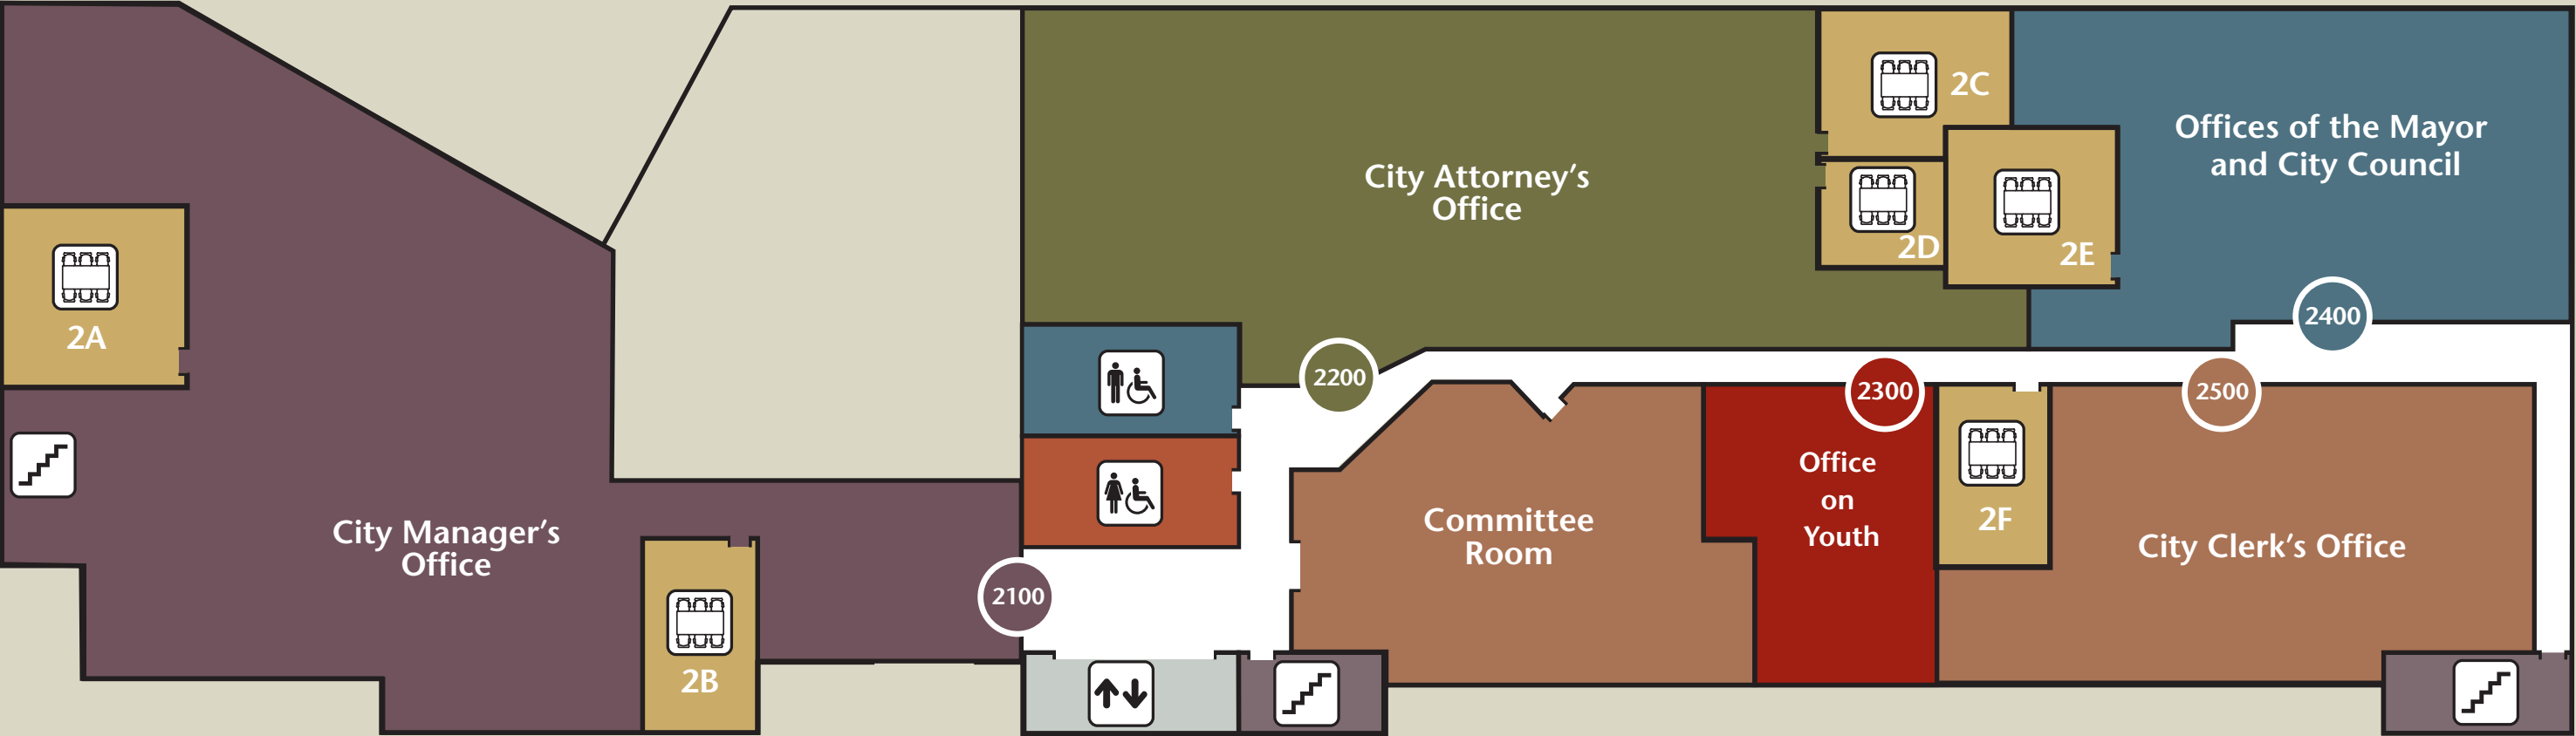 2C
Offices of the Mayor
and City Council
City Attorney's
Office
2D
2E
2A
2400
2200
2300
2500
Office
on
Youth
City Manager's
Office
Committee
Room
2F
City Clerk's Office
2100
2B